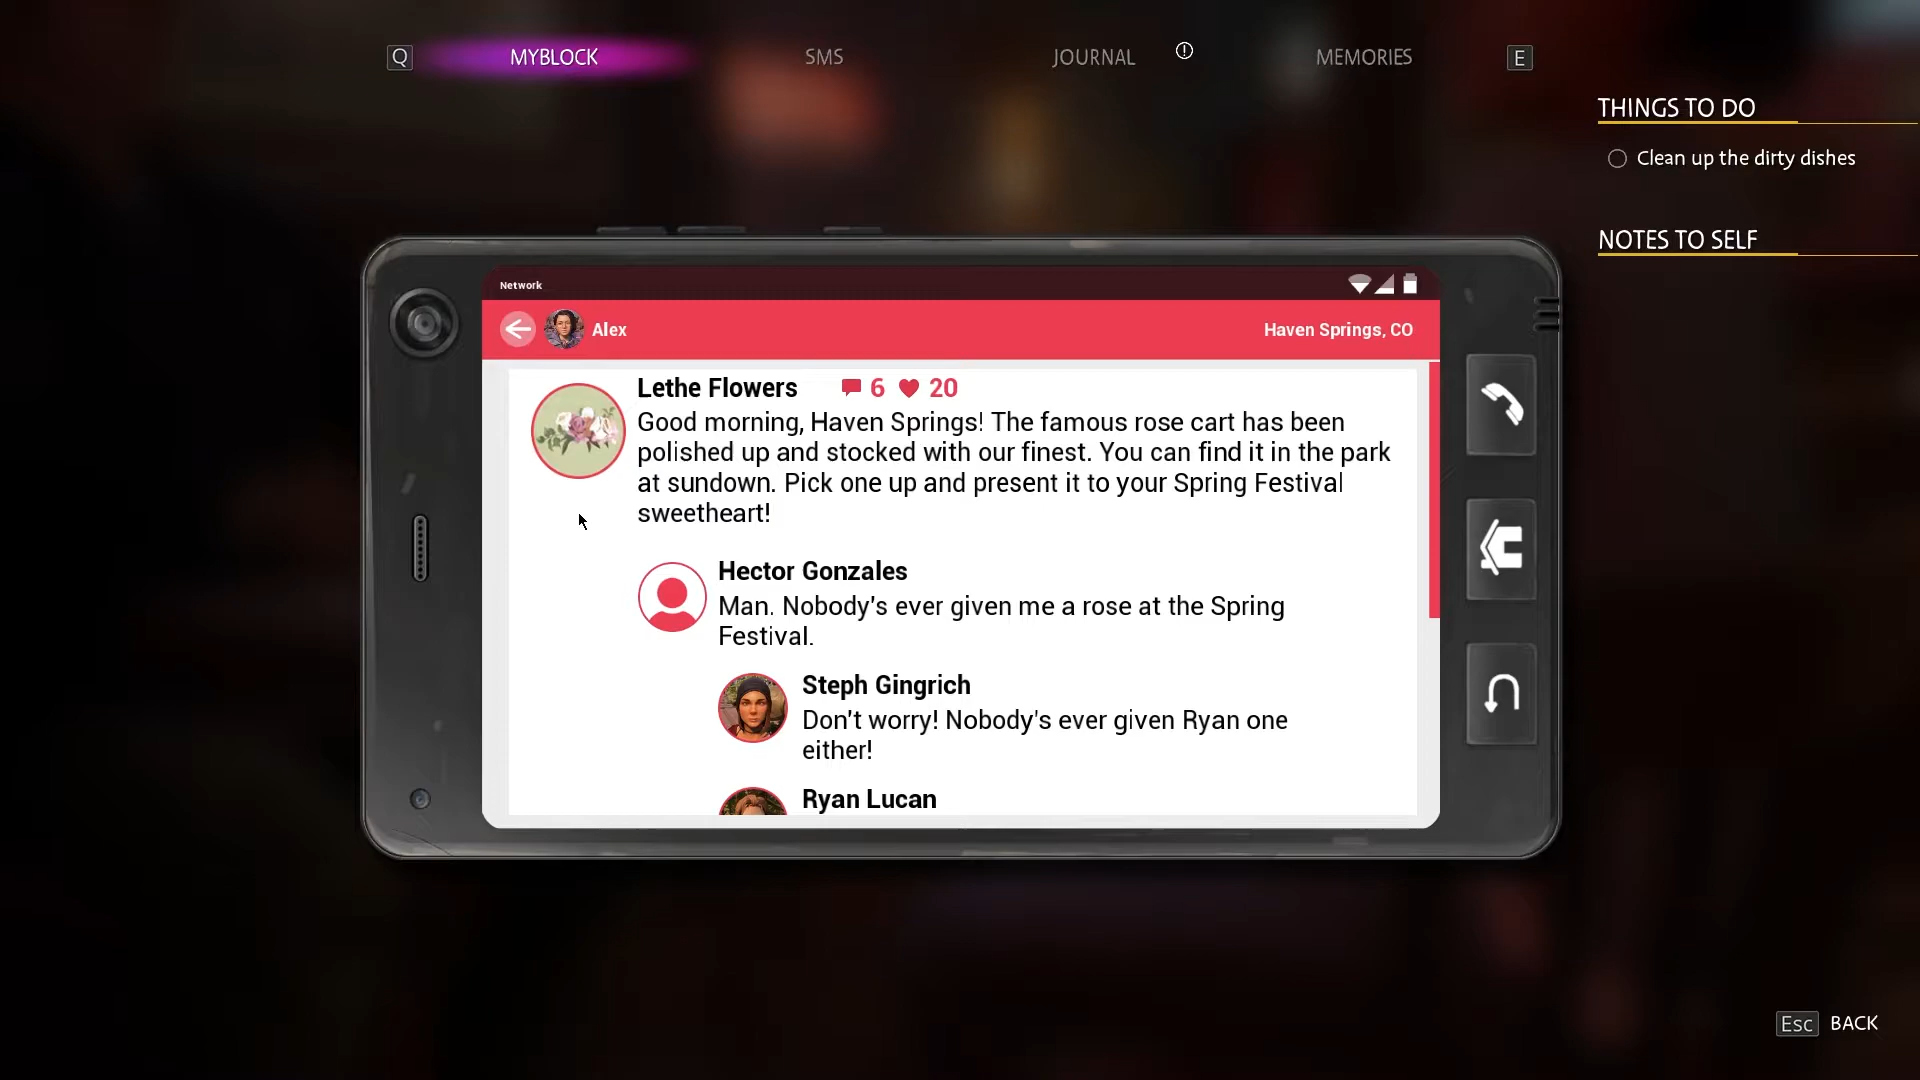 Q
MYBLOCK
SMS
JOURNAL
MEMORIES
E
THINGS TO DO
Clean up the dirty dishes
NOTES TO SELF
Network
Alex
Haven Springs, CO
Lethe Flowers 6 20
Good morning, Haven Springs! The famous rose cart has been
polished up and stocked with our finest. You can find it in the park
at sundown. Pick one up and present it to your Spring Festival
sweetheart!
Hector Gonzales
Man. Nobody's ever given me a rose at the Spring
Festival.
Steph Gingrich
Don't worry! Nobody's ever given Ryan one
either!
Ryan Lucan
Esc BACK